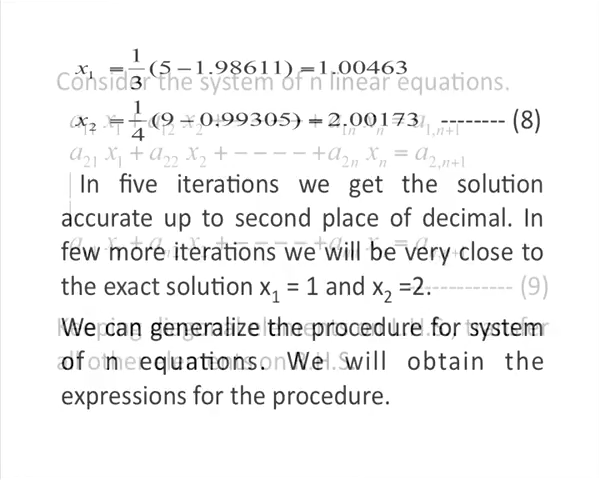 x₁ = 1/3 (5 − 1.98611) = 1.00463
Consider the system of n linear equations.
x₂ = 1/4 (9 − 0.99305) = 2.00173 -------- (8)
a₂₁ x₁ + a₂₂ x₂ + − − − − + a₂ₙ xₙ = a₂,ₙ₊₁
In five iterations we get the solution
accurate up to second place of decimal. In
few more iterations we will be very close to
the exact solution x₁ = 1 and x₂ =2.
------------ (9)
We can generalize the procedure for system
of n equations. We will obtain the
expressions for the procedure.